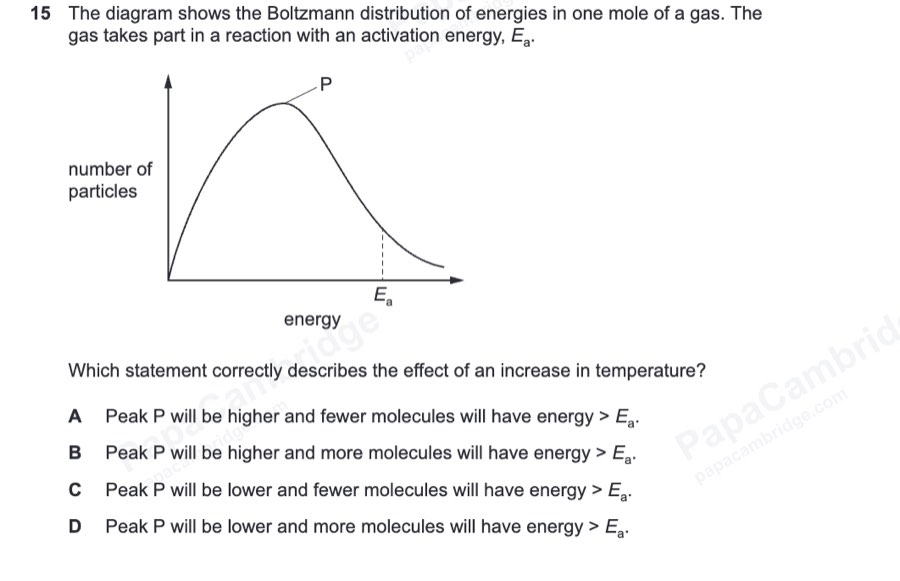 15 The diagram shows the Boltzmann distribution of energies in one mole of a gas. The
gas takes part in a reaction with an activation energy, Eₐ.
P
number of
particles
Eₐ
energy
Which statement correctly describes the effect of an increase in temperature?
A Peak P will be higher and fewer molecules will have energy > Eₐ.
B Peak P will be higher and more molecules will have energy > Eₐ.
C Peak P will be lower and fewer molecules will have energy > Eₐ.
D Peak P will be lower and more molecules will have energy > Eₐ.
PapaCambridge
papacambridge.com